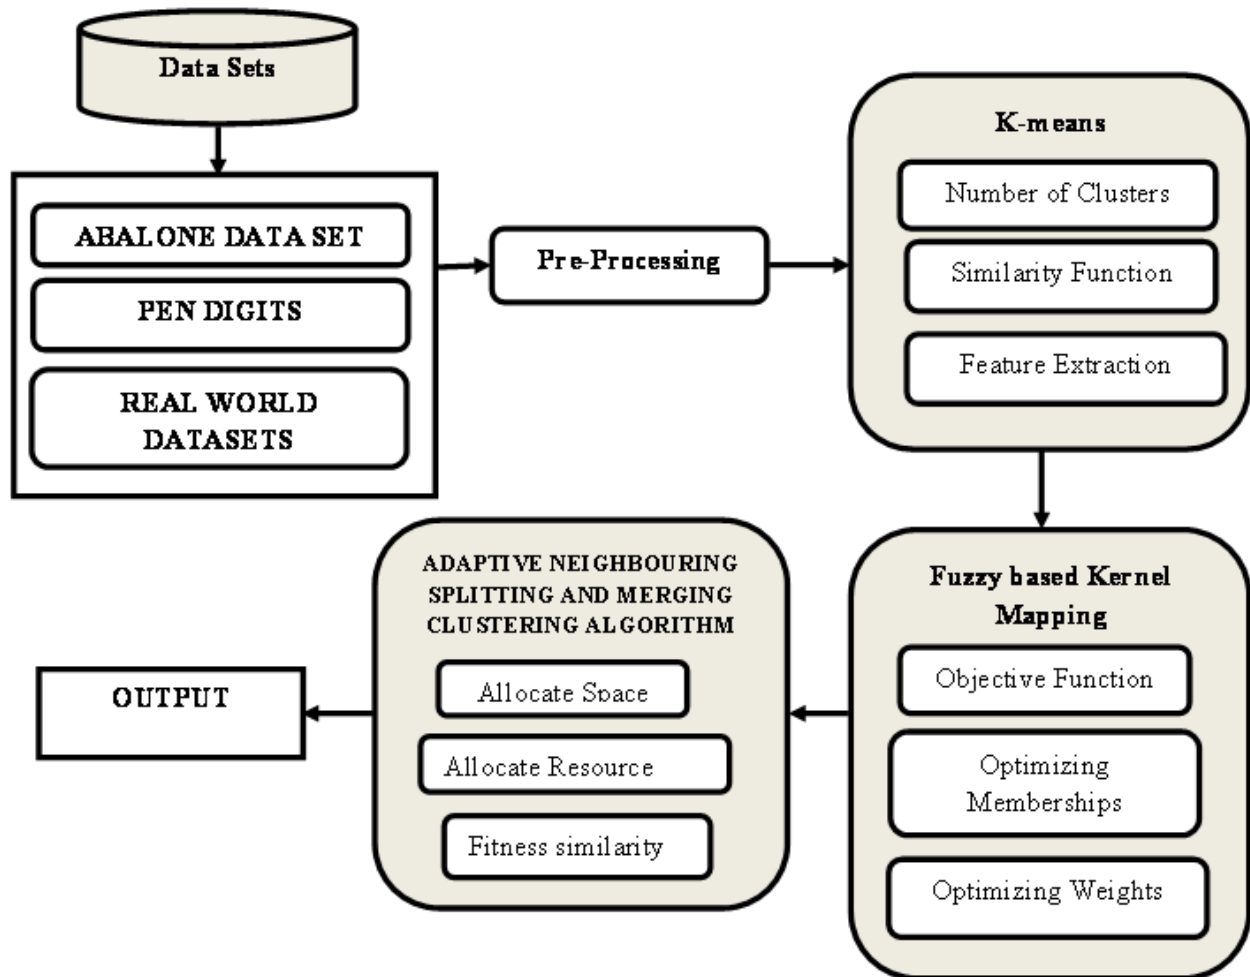 Data Sets
ABALONE DATA SET
PEN DIGITS
REAL WORLD
DATASETS
Pre-Processing
K-means
Number of Clusters
Similarity Function
Feature Extraction
Fuzzy based Kernel
Mapping
Objective Function
Optimizing
Memberships
Optimizing Weights
ADAPTIVE NEIGHBOURING
SPLITTING AND MERGING
CLUSTERING ALGORITHM
Allocate Space
Allocate Resource
Fitness similarity
OUTPUT